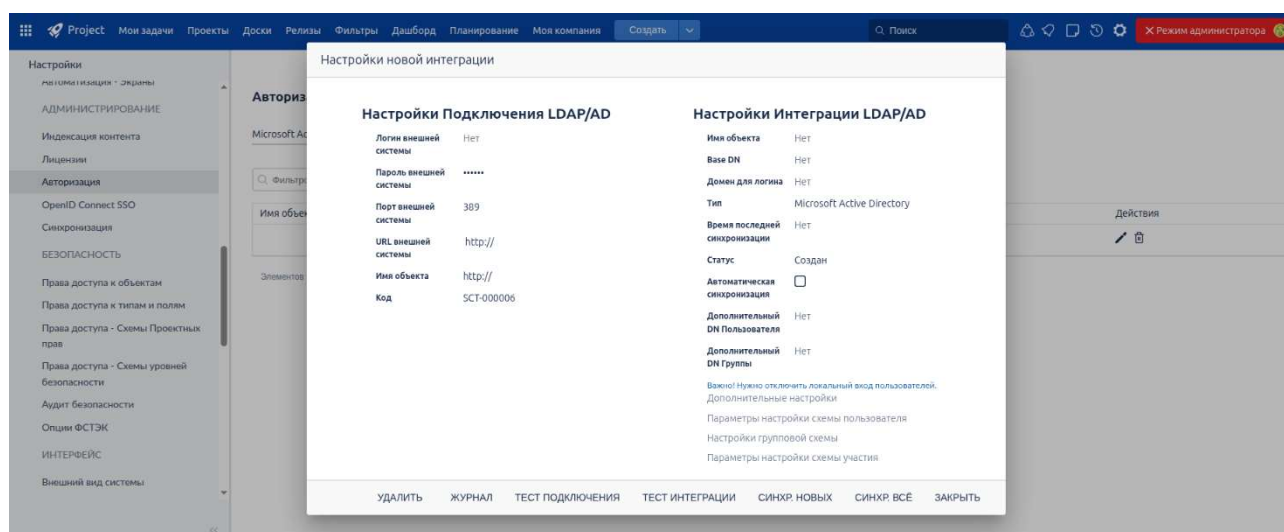 Project Мои задачи Проекты Доски Релизы Фильтры Дашборд Планирование Моя компания Создать Поиск Режим администратора
Настройки
Автоматизация - Экраны
АДМИНИСТРИРОВАНИЕ
Индексация контента
Лицензии
Авторизация
OpenID Connect SSO
Синхронизация
БЕЗОПАСНОСТЬ
Права доступа к объектам
Права доступа к типам и полям
Права доступа - Схемы Проектных
прав
Права доступа - Схемы уровней
безопасности
Аудит безопасности
Опции ФСТЭК
ИНТЕРФЕЙС
Внешний вид системы
Авториз
Microsoft Ac
Фильтро
Имя объек
Действия
Элементов
Настройки новой интеграции
Настройки Подключения LDAP/AD
Логин внешней Нет
системы
Пароль внешней ••••••
системы
Порт внешней 389
системы
URL внешней http://
системы
Имя объекта http://
Код SCT-000006
Настройки Интеграции LDAP/AD
Имя объекта Нет
Base DN Нет
Домен для логина Нет
Тип Microsoft Active Directory
Время последней Нет
синхронизации
Статус Создан
Автоматическая
синхронизация
Дополнительный Нет
DN Пользователя
Дополнительный Нет
DN Группы
Важно! Нужно отключить локальный вход пользователей.
Дополнительные настройки
Параметры настройки схемы пользователя
Настройки групповой схемы
Параметры настройки схемы участия
УДАЛИТЬ ЖУРНАЛ ТЕСТ ПОДКЛЮЧЕНИЯ ТЕСТ ИНТЕГРАЦИИ СИНХР. НОВЫХ СИНХР. ВСЁ ЗАКРЫТЬ